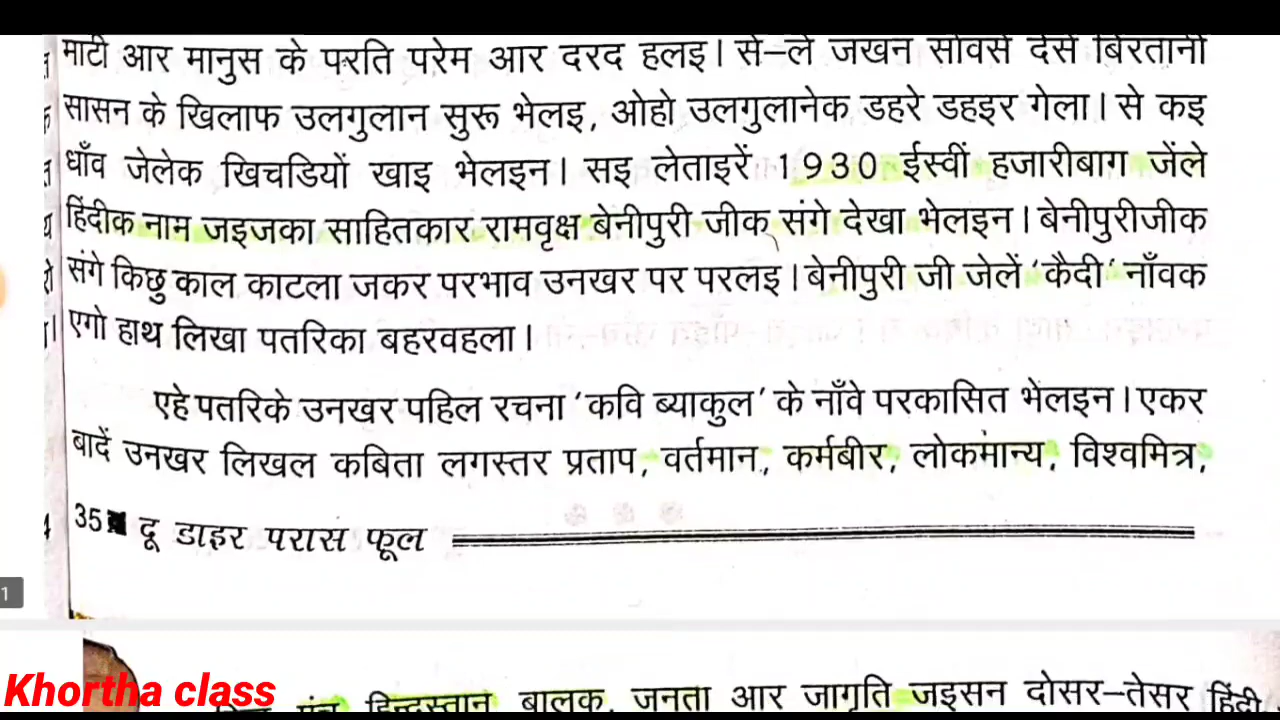 माटी आर मानुस के परति परेम आर दरद हलइ। से–ले जखन सौवसे देसे बिरतानी
सासन के खिलाफ उलगुलान सुरू भेलइ, ओहो उलगुलानेक डहरे डहइर गेला। से कइ
धाँव जेलेक खिचडियों खाइ भेलइन। सइ लेताइरें 1930 ईस्वीं हजारीबाग जेंले
हिंदीक नाम जइजका साहितकार रामवृक्ष बेनीपुरी जीक् संगे देखा भेलइन। बेनीपुरीजीक
संगे किछु काल काटला जकर परभाव उनखर पर परलइ। बेनीपुरी जी जेलें 'कैदी' नाँवक
एगो हाथ लिखा पतरिका बहरवहला।
एहे पतरिके उनखर पहिल रचना 'कवि ब्याकुल' के नाँवे परकासित भेलइन। एकर
बादें उनखर लिखल कबिता लगस्तर प्रताप, वर्तमान, कर्मबीर, लोकमांन्य, विश्वमित्र,
35 दू डाइर परास फूल
1
हिन्दुस्तान, बालक, जनता आर जागृति जइसन दोसर–तेसर हिंदी
Khortha class